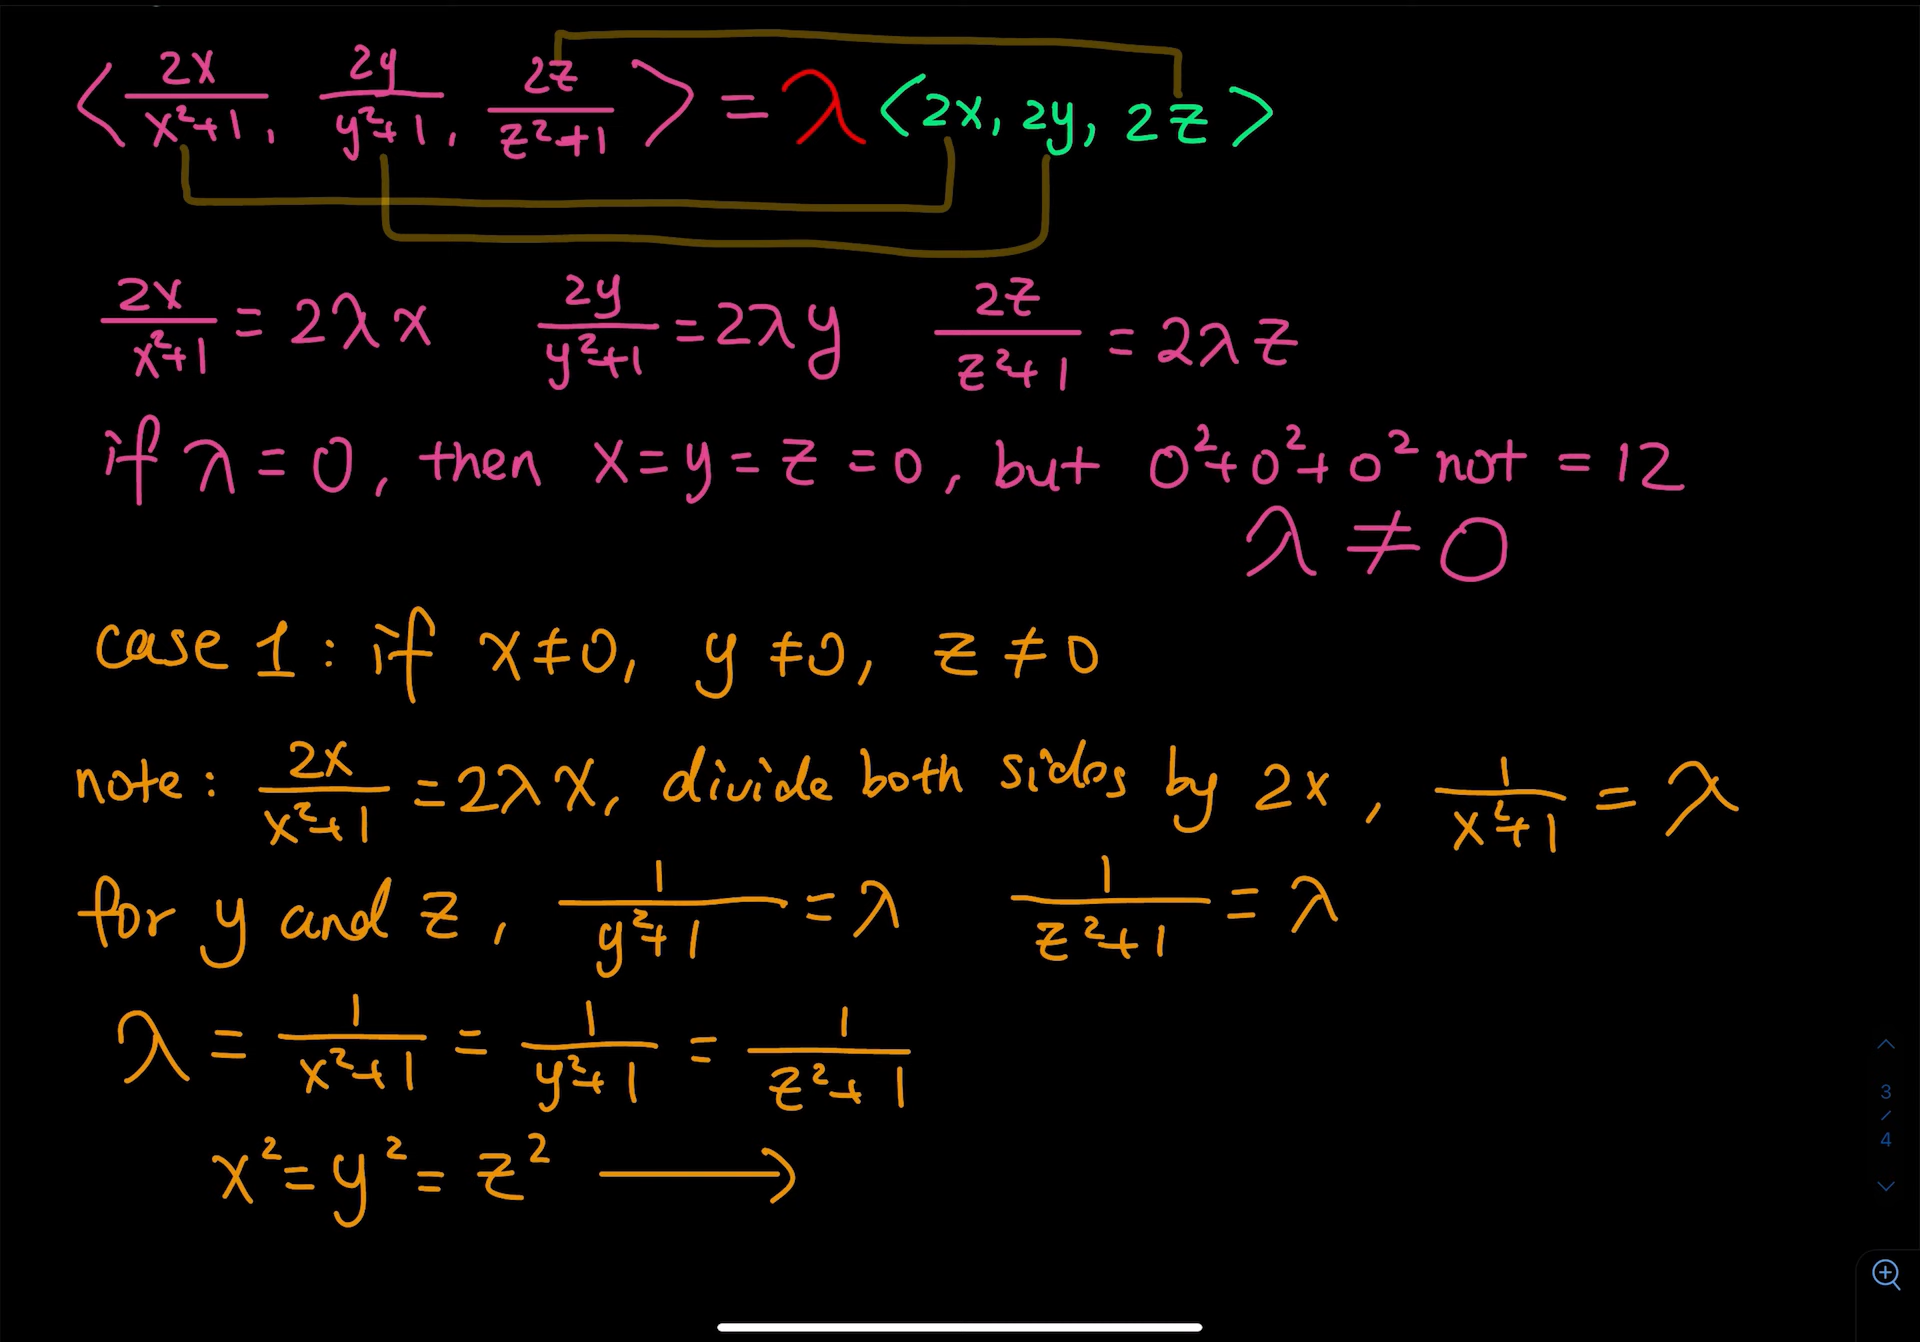 ⟨ 2x/(x²+1), 2y/(y²+1), 2z/(z²+1) ⟩ = λ ⟨2x, 2y, 2z⟩
2x/(x²+1) = 2λx   2y/(y²+1) = 2λy   2z/(z²+1) = 2λz
if λ = 0, then x = y = z = 0, but 0²+0²+0² not = 12
λ ≠ 0
case 1: if x≠0, y≠0, z≠0
note: 2x/(x²+1) = 2λx, divide both sides by 2x, 1/(x²+1) = λ
for y and z, 1/(y²+1) = λ   1/(z²+1) = λ
λ = 1/(x²+1) = 1/(y²+1) = 1/(z²+1)
x² = y² = z² ⟶
3
/
4